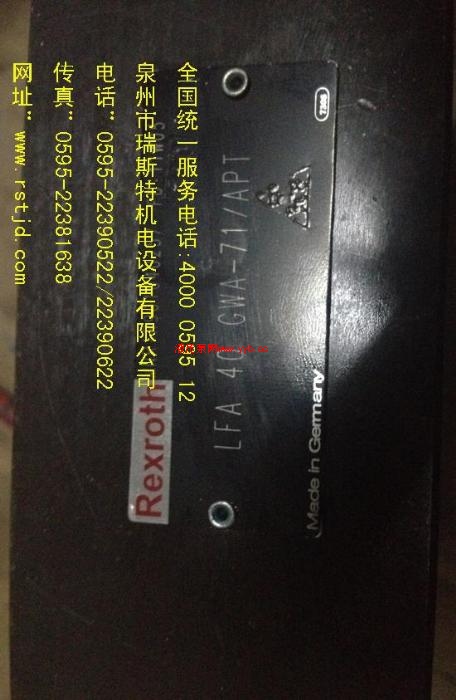 全国统一服务电话:4000 0595 12
泉州市瑞斯特机电设备有限公司
电话：0595-22390522/22390622
传真：0595-22381638
网址：www.rstjd.com
Rexroth
LFA 40 GWA-71/APT
Made in Germany
7306